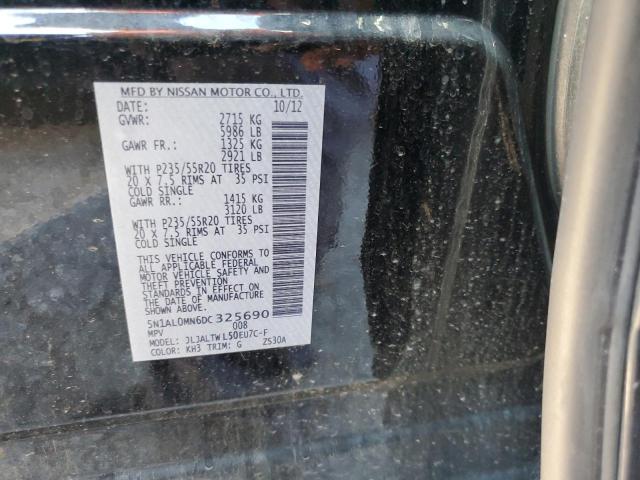 MFD BY NISSAN MOTOR CO., LTD.
DATE: 10/12
GVWR: 2715 KG
5986 LB
GAWR FR.: 1325 KG
2921 LB
WITH P235/55R20 TIRES
20 X 7.5 RIMS AT 35 PSI
COLD SINGLE
GAWR RR.: 1415 KG
3120 LB
WITH P235/55R20 TIRES
20 X 7.5 RIMS AT 35 PSI
COLD SINGLE
THIS VEHICLE CONFORMS TO
ALL APPLICABLE FEDERAL
MOTOR VEHICLE SAFETY AND
THEFT PREVENTION
STANDARDS IN EFFECT ON
THE DATE OF MANUFACTURE
SHOWN ABOVE.
5N1AL0MN6DC325690
008
MPV
MODEL: JLJALTWL50EU7C-F
COLOR: KH3 TRIM: G ZS30A